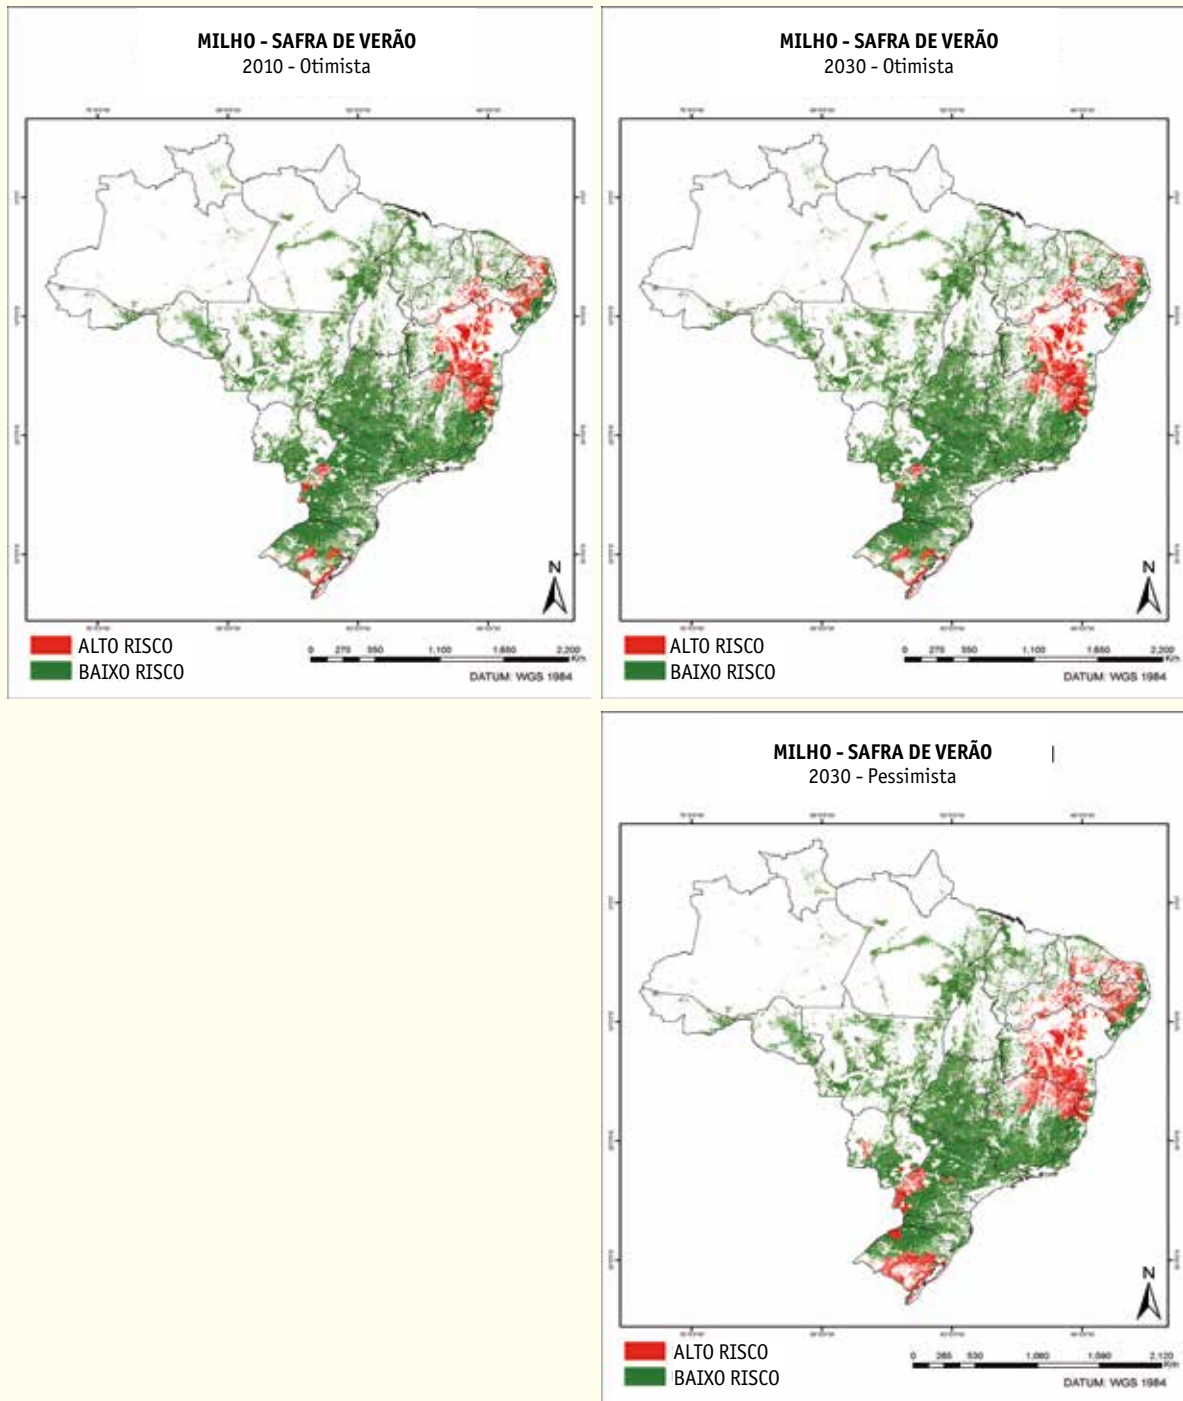 MILHO - SAFRA DE VERÃO
2010 - Otimista
N
ALTO RISCO
BAIXO RISCO
0 275 550 1,100 1,650 2,200
Km
DATUM: WGS 1984
MILHO - SAFRA DE VERÃO
2030 - Otimista
N
ALTO RISCO
BAIXO RISCO
0 275 550 1,100 1,650 2,200
Km
DATUM: WGS 1984
MILHO - SAFRA DE VERÃO
2030 - Pessimista
N
ALTO RISCO
BAIXO RISCO
0 265 530 1,060 1,590 2,120
Km
DATUM: WGS 1984